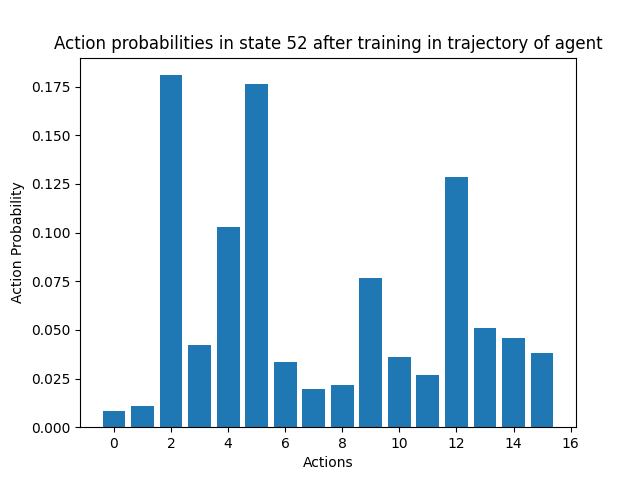 Action probabilities in state 52 after training in trajectory of agent
0.175
0.150
0.125
0.100
0.075
0.050
0.025
0.000
Action Probability
0 2 4 6 8 10 12 14 16
Actions